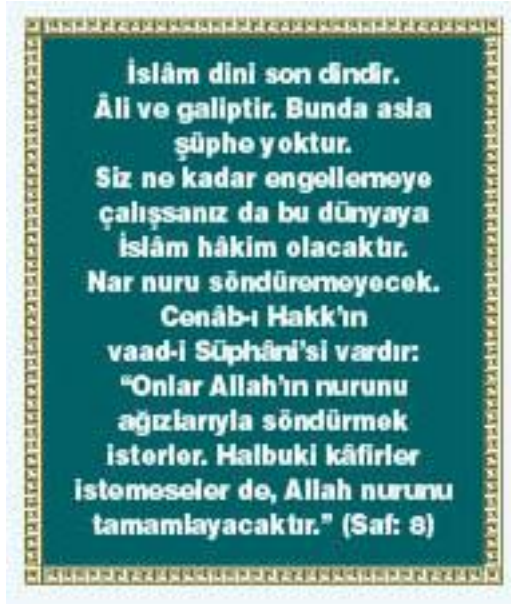 İslâm dini son dindir.
Âli ve galiptir. Bunda asla
şüphe yoktur.
Siz ne kadar engellemeye
çalışsanız da bu dünyaya
İslâm hâkim olacaktır.
Nar nuru söndüremeyecek.
Cenâb-ı Hakk'ın
vaad-i Süphâni'si vardır:
"Onlar Allah'ın nurunu
ağızlarıyla söndürmek
isterler. Halbuki kâfirler
istemeseler de, Allah nurunu
tamamlayacaktır." (Saf: 8)